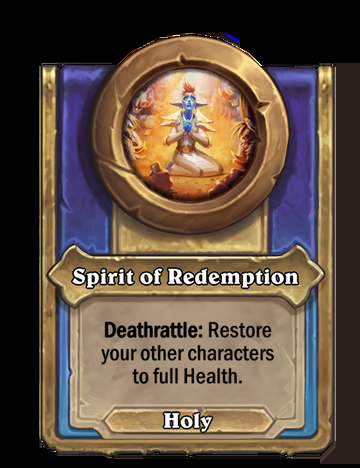 Spirit of Redemption
Deathrattle: Restore
your other characters
to full Health.
Holy